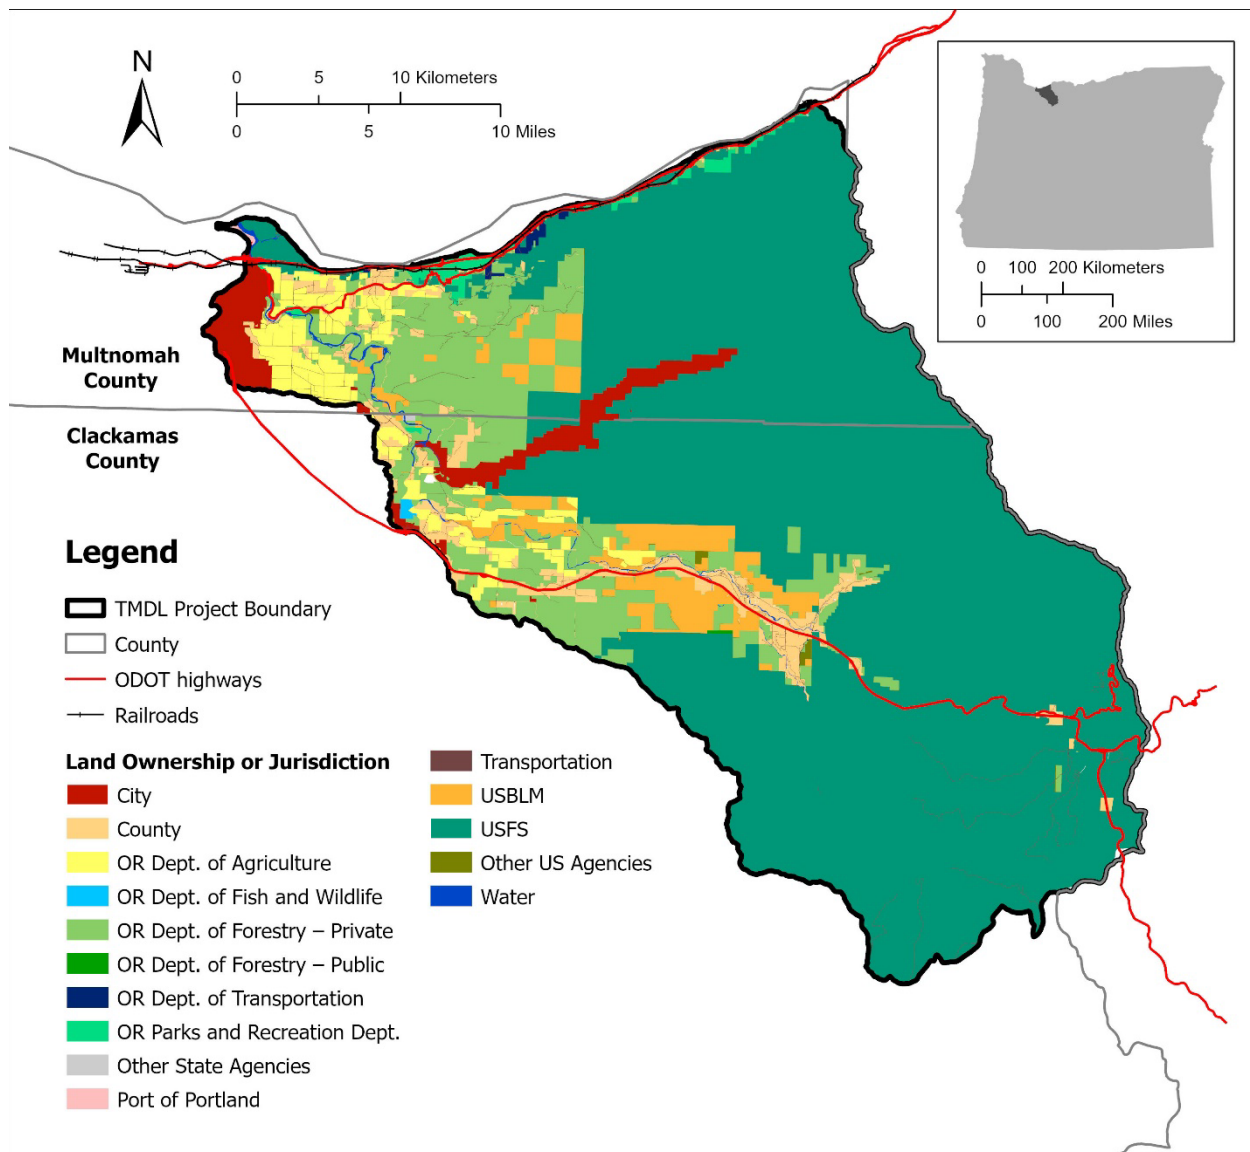 N
0 5 10 Kilometers
0 5 10 Miles
0 100 200 Kilometers
0 100 200 Miles
Multnomah
County
Clackamas
County
Legend
TMDL Project Boundary
County
ODOT highways
Railroads
Land Ownership or Jurisdiction
City
County
OR Dept. of Agriculture
OR Dept. of Fish and Wildlife
OR Dept. of Forestry – Private
OR Dept. of Forestry – Public
OR Dept. of Transportation
OR Parks and Recreation Dept.
Other State Agencies
Port of Portland
Transportation
USBLM
USFS
Other US Agencies
Water